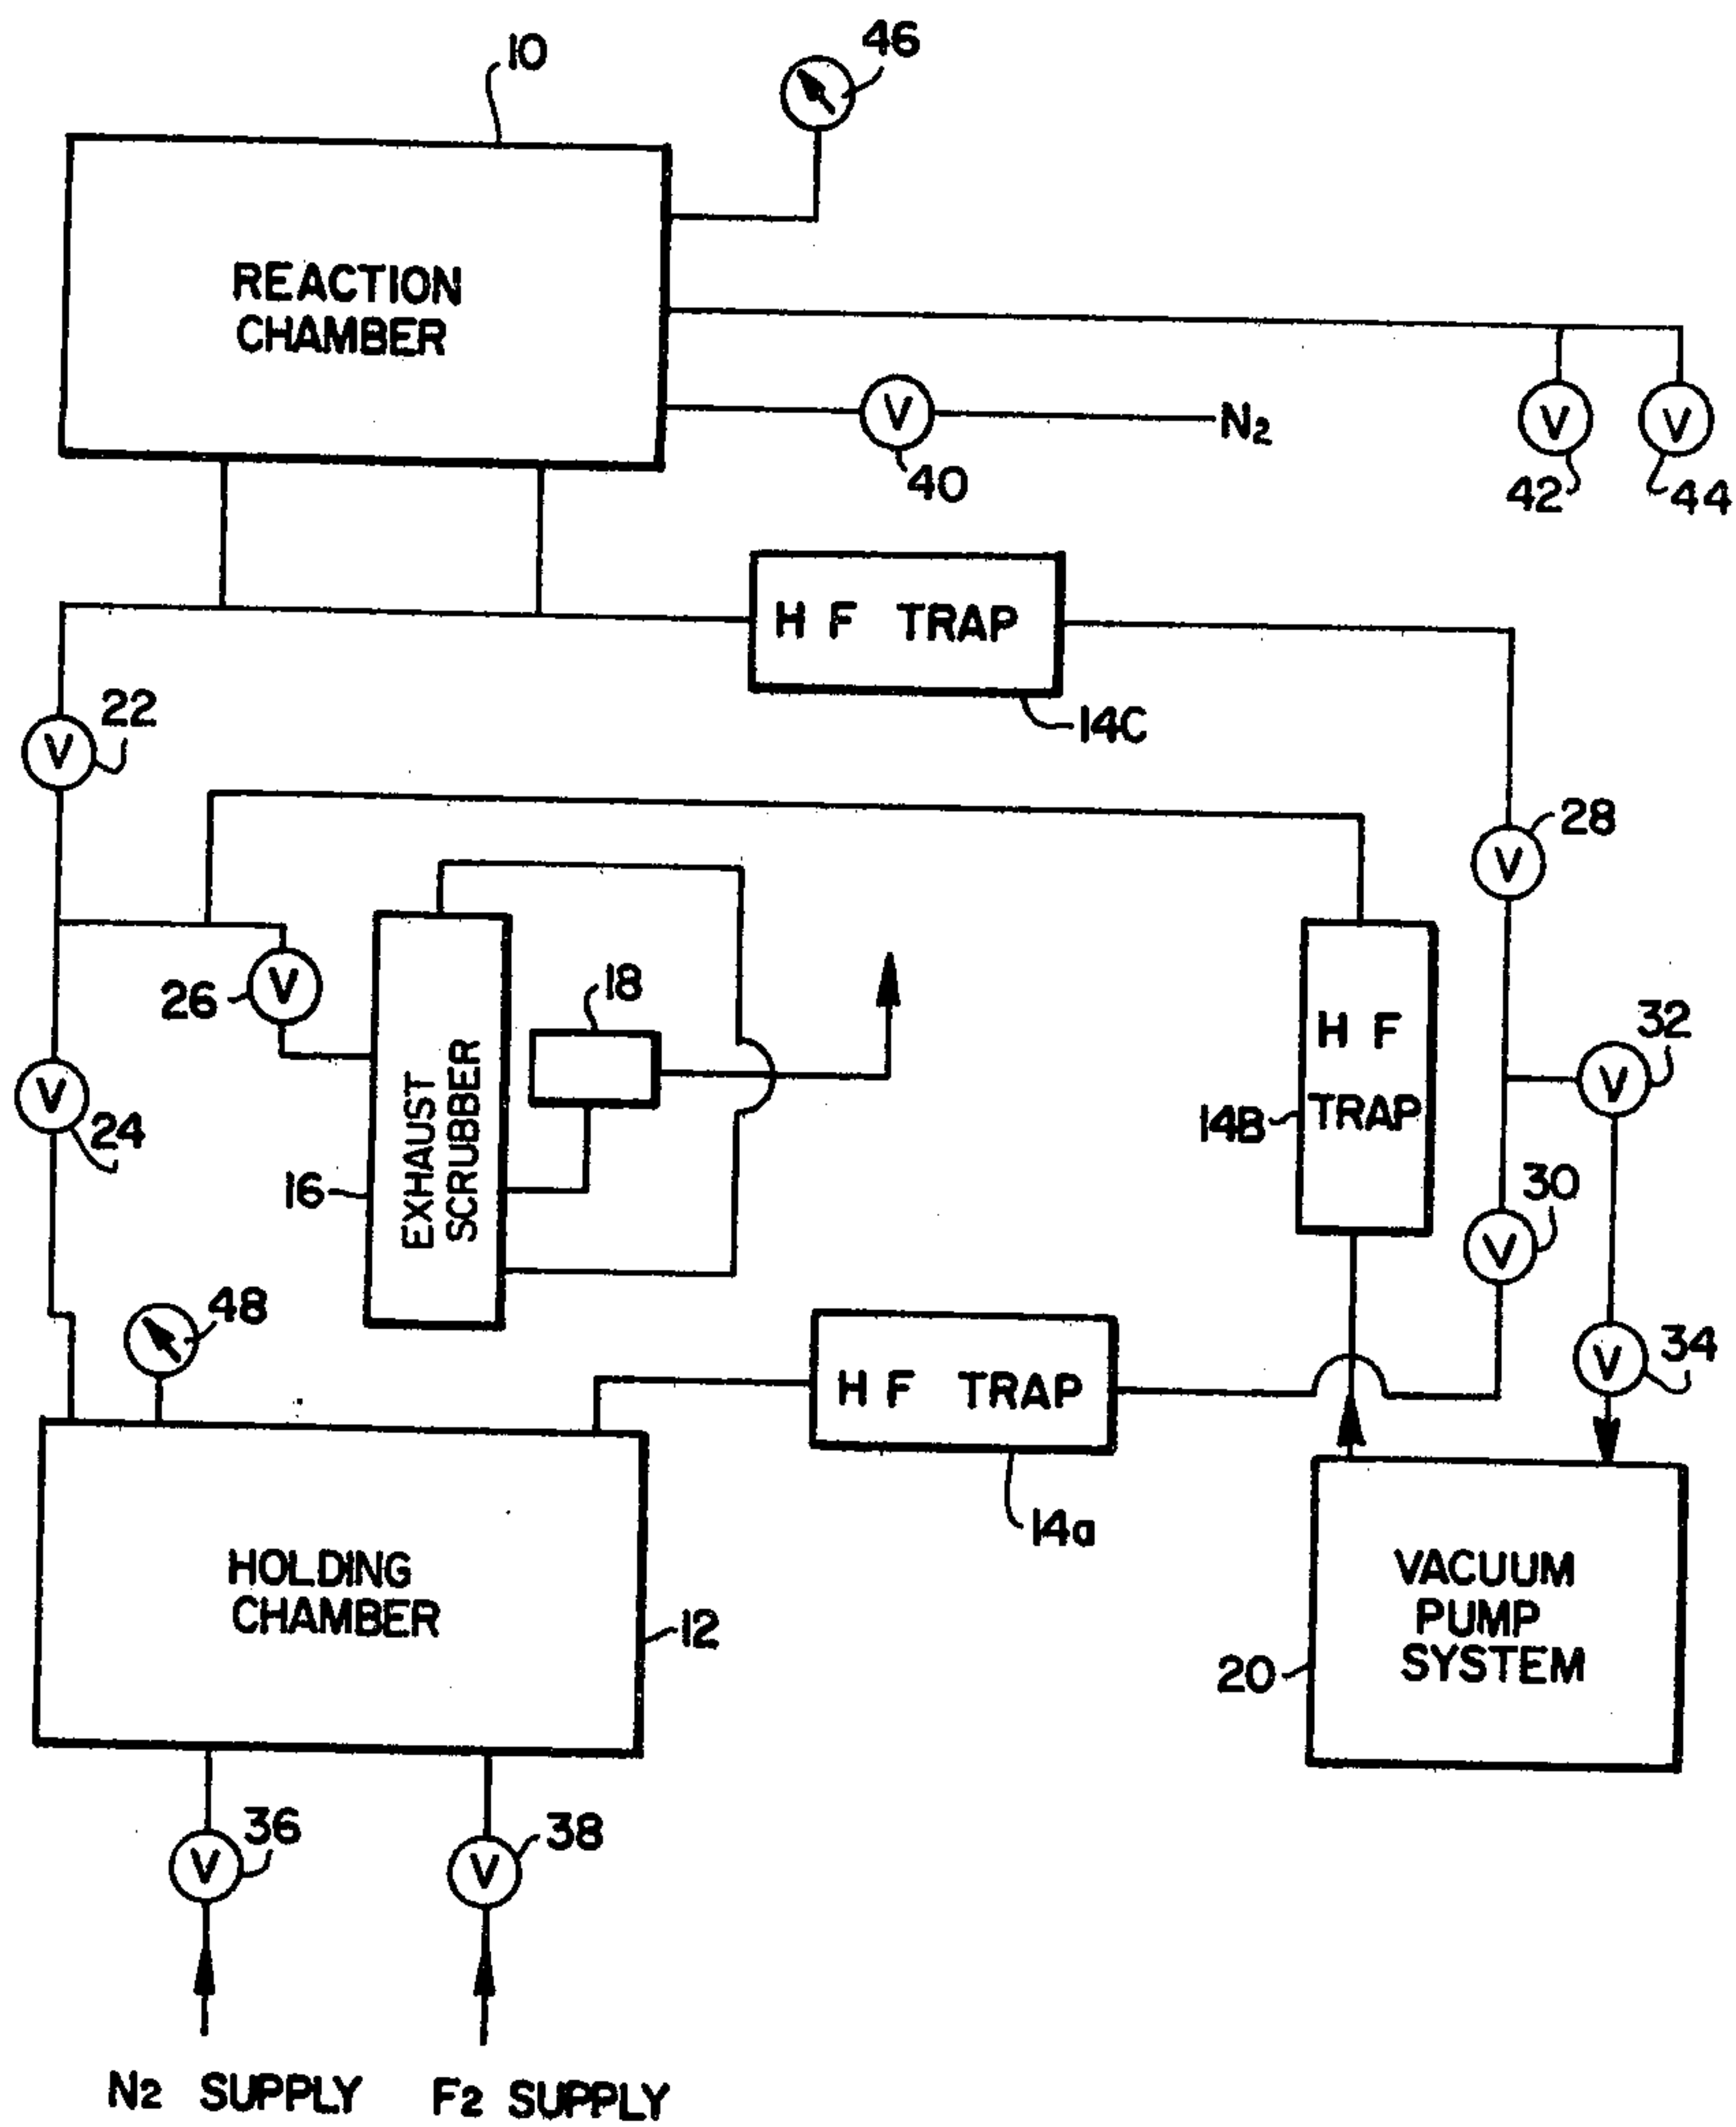 10
46
REACTION
CHAMBER
V
N2
40
V
V
42
44
H F TRAP
14C
22
V
28
V
26
V
18
32
V
H F
TRAP
14B
EXHAUST
SCRUBBER
16
V
24
30
V
48
34
V
H F TRAP
14a
HOLDING
CHAMBER
12
VACUUM
PUMP
SYSTEM
20
36
V
38
V
N2 SUPPLY
F2 SUPPLY